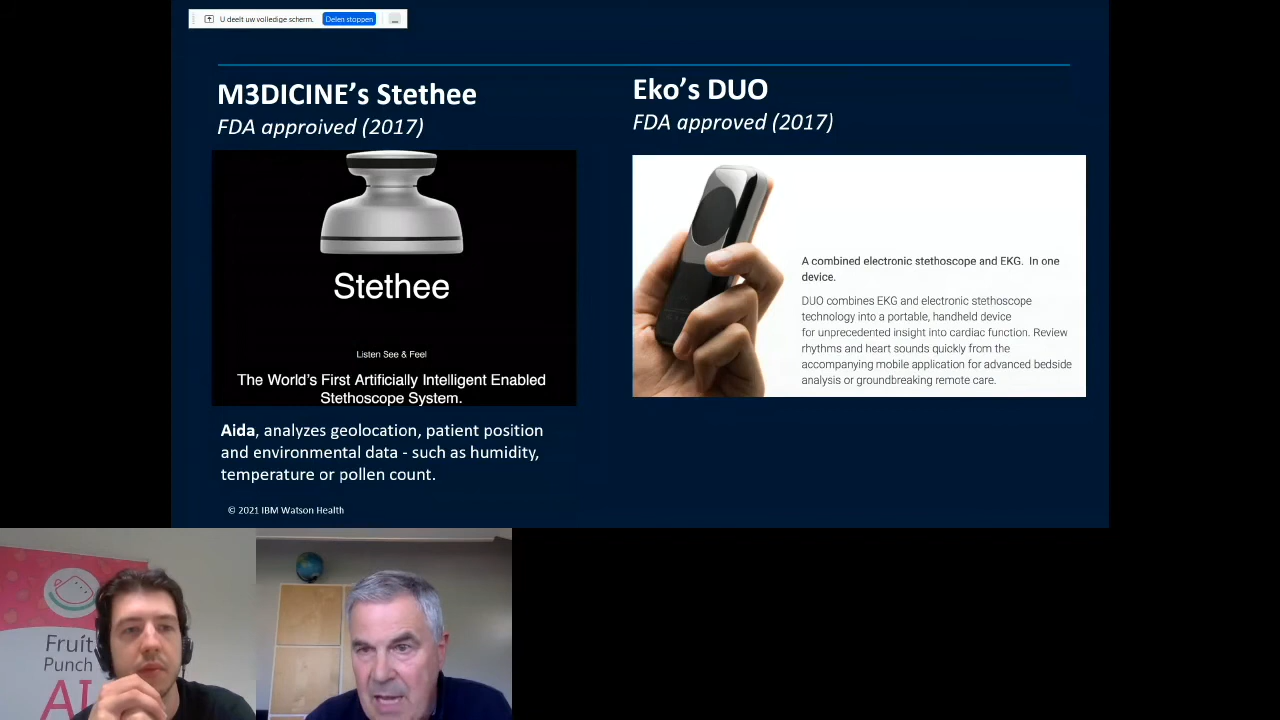 U deelt uw volledige scherm. Delen stoppen
M3DICINE's Stethee
FDA approived (2017)
Stethee
Listen See & Feel
The World's First Artificially Intelligent Enabled
Stethoscope System.
Aida, analyzes geolocation, patient position
and environmental data - such as humidity,
temperature or pollen count.
© 2021 IBM Watson Health
Eko's DUO
FDA approved (2017)
A combined electronic stethoscope and EKG. In one
device.
DUO combines EKG and electronic stethoscope
technology into a portable, handheld device
for unprecedented insight into cardiac function. Review
rhythms and heart sounds quickly from the
accompanying mobile application for advanced bedside
analysis or groundbreaking remote care.
Fruit
Punch
AI